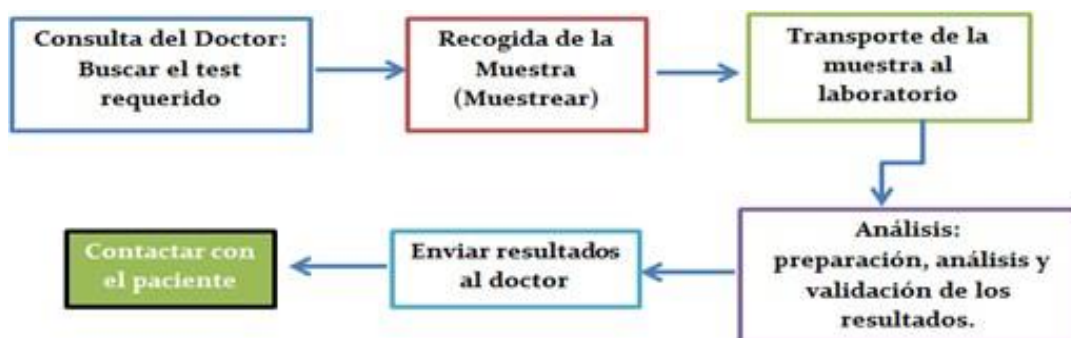 Consulta del Doctor:
Buscar el test
requerido
Recogida de la
Muestra
(Muestrear)
Transporte de la
muestra al
laboratorio
Análisis:
preparación, análisis y
validación de los
resultados.
Enviar resultados
al doctor
Contactar con
el paciente